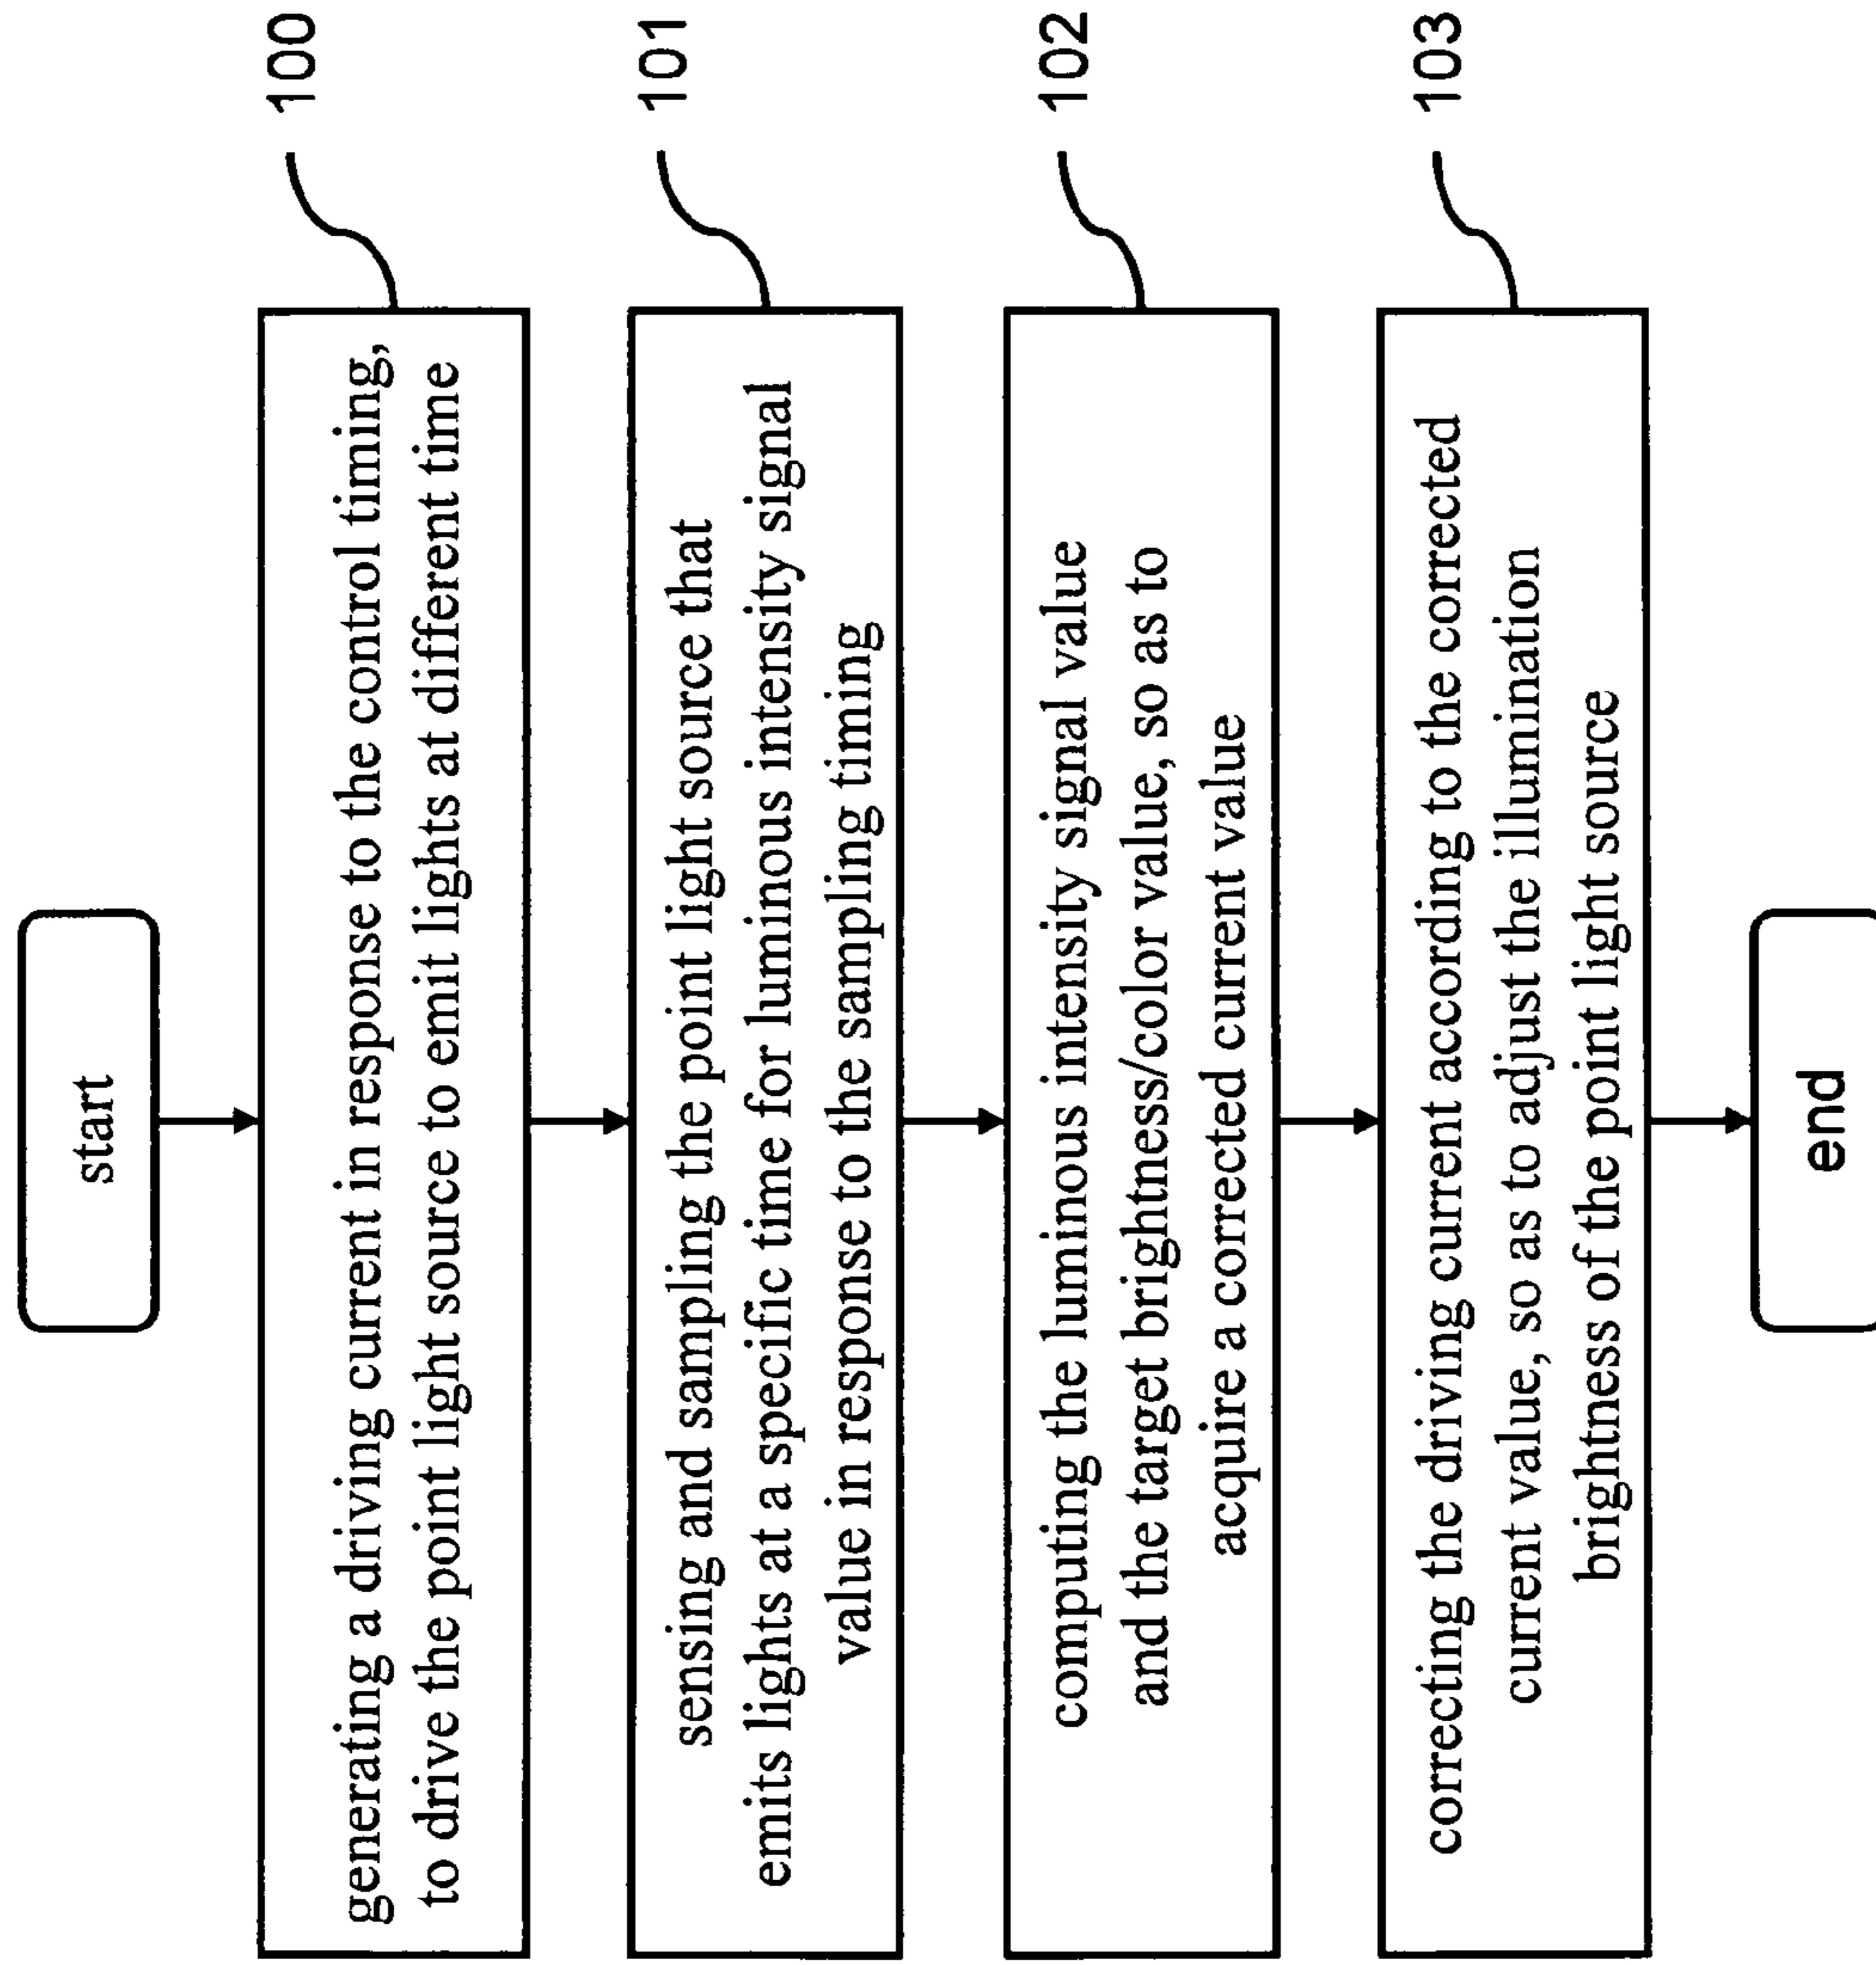 start
100
generating a driving current in response to the control timing,
to drive the point light source to emit lights at different time
101
sensing and sampling the point light source that
emits lights at a specific time for luminous intensity signal
value in response to the sampling timing
102
computing the luminous intensity signal value
and the target brightness/color value, so as to
acquire a corrected current value
103
correcting the driving current according to the corrected
current value, so as to adjust the illumination
brightness of the point light source
end